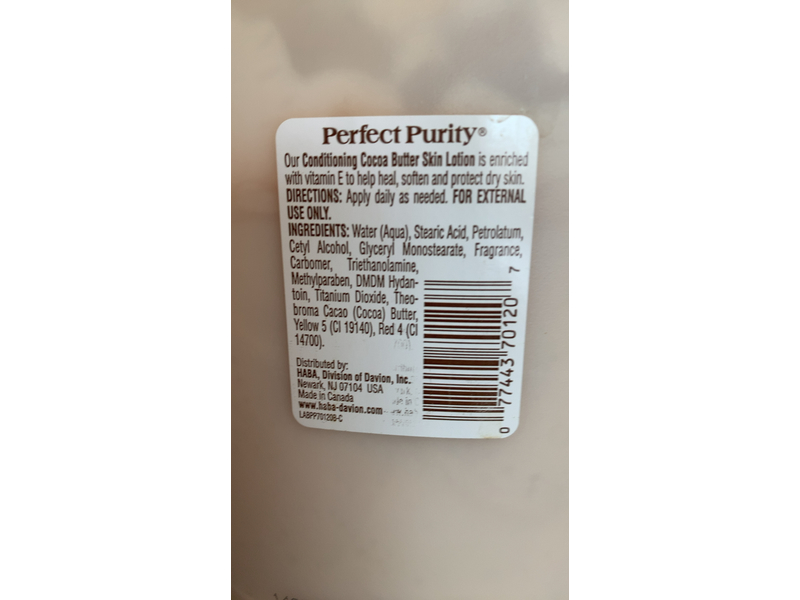 Perfect Purity®
Our Conditioning Cocoa Butter Skin Lotion is enriched
with vitamin E to help heal, soften and protect dry skin.
DIRECTIONS: Apply daily as needed. FOR EXTERNAL
USE ONLY.
INGREDIENTS: Water (Aqua), Stearic Acid, Petrolatum,
Cetyl Alcohol, Glyceryl Monostearate, Fragrance,
Carbomer, Triethanolamine,
Methylparaben, DMDM Hydan-
toin, Titanium Dioxide, Theo-
broma Cacao (Cocoa) Butter,
Yellow 5 (CI 19140), Red 4 (CI
14700).
Distributed by:
HABA, Division of Davion, Inc.
Newark, NJ 07104 USA
Made in Canada
www.haba-davion.com
LABPP70120B-C
0 77443 70120 7